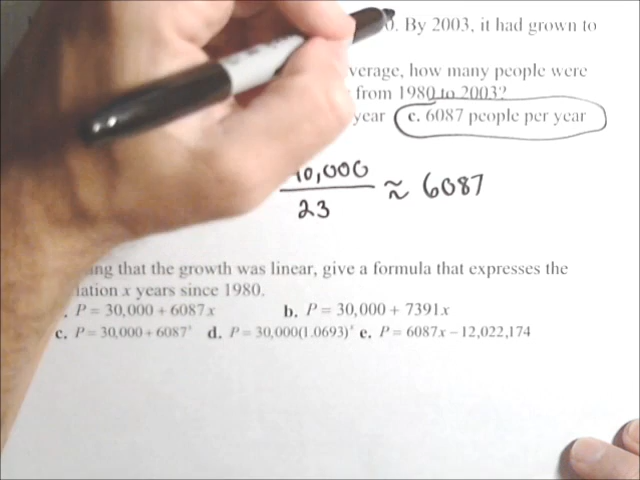 0. By 2003, it had grown to
verage, how many people were
from 1980 to 2003?
year c. 6087 people per year
10,000
23
≈ 6087
ing that the growth was linear, give a formula that expresses the
lation x years since 1980.
. P = 30,000 + 6087x b. P = 30,000 + 7391x
c. P = 30,000 + 6087ˣ d. P = 30,000(1.0693)ˣ e. P = 6087x − 12,022,174